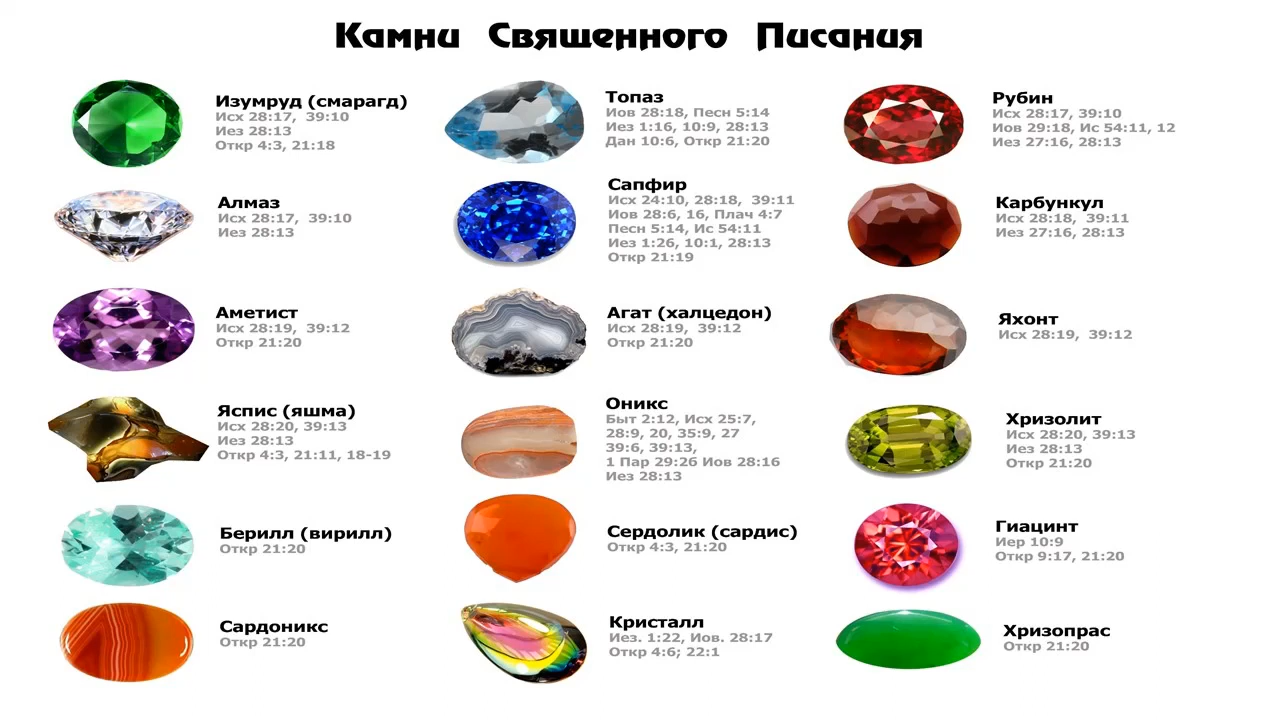 Камни Священного Писания
Изумруд (смарагд)
Исх 28:17, 39:10
Иез 28:13
Откр 4:3, 21:18
Топаз
Иов 28:18, Песн 5:14
Иез 1:16, 10:9, 28:13
Дан 10:6, Откр 21:20
Рубин
Исх 28:17, 39:10
Иов 29:18, Ис 54:11, 12
Иез 27:16, 28:13
Алмаз
Исх 28:17, 39:10
Иез 28:13
Сапфир
Исх 24:10, 28:18, 39:11
Иов 28:6, 16, Плач 4:7
Песн 5:14, Ис 54:11
Иез 1:26, 10:1, 28:13
Откр 21:19
Карбункул
Исх 28:18, 39:11
Иез 27:16, 28:13
Аметист
Исх 28:19, 39:12
Откр 21:20
Агат (халцедон)
Исх 28:19, 39:12
Откр 21:20
Яхонт
Исх 28:19, 39:12
Яспис (яшма)
Исх 28:20, 39:13
Иез 28:13
Откр 4:3, 21:11, 18-19
Оникс
Быт 2:12, Исх 25:7,
28:9, 20, 35:9, 27
39:6, 39:13,
1 Пар 29:26 Иов 28:16
Иез 28:13
Хризолит
Исх 28:20, 39:13
Иез 28:13
Откр 21:20
Берилл (вирилл)
Откр 21:20
Сердолик (сардис)
Откр 4:3, 21:20
Гиацинт
Иер 10:9
Откр 9:17, 21:20
Сардоникс
Откр 21:20
Кристалл
Иез. 1:22, Иов. 28:17
Откр 4:6; 22:1
Хризопрас
Откр 21:20